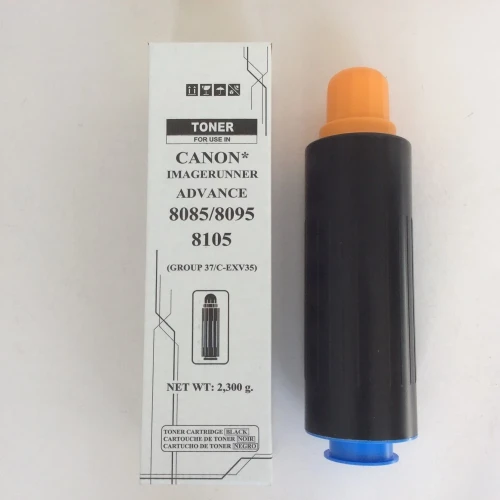 TONER
FOR USE IN
CANON*
IMAGERUNNER
ADVANCE
8085/8095
8105
(GROUP 37/C-EXV35)
NET WT: 2,300 g.
TONER CARTRIDGE BLACK
CARTOUCHE DE TONER NOIR
CARTUCHO DE TONER NEGRO